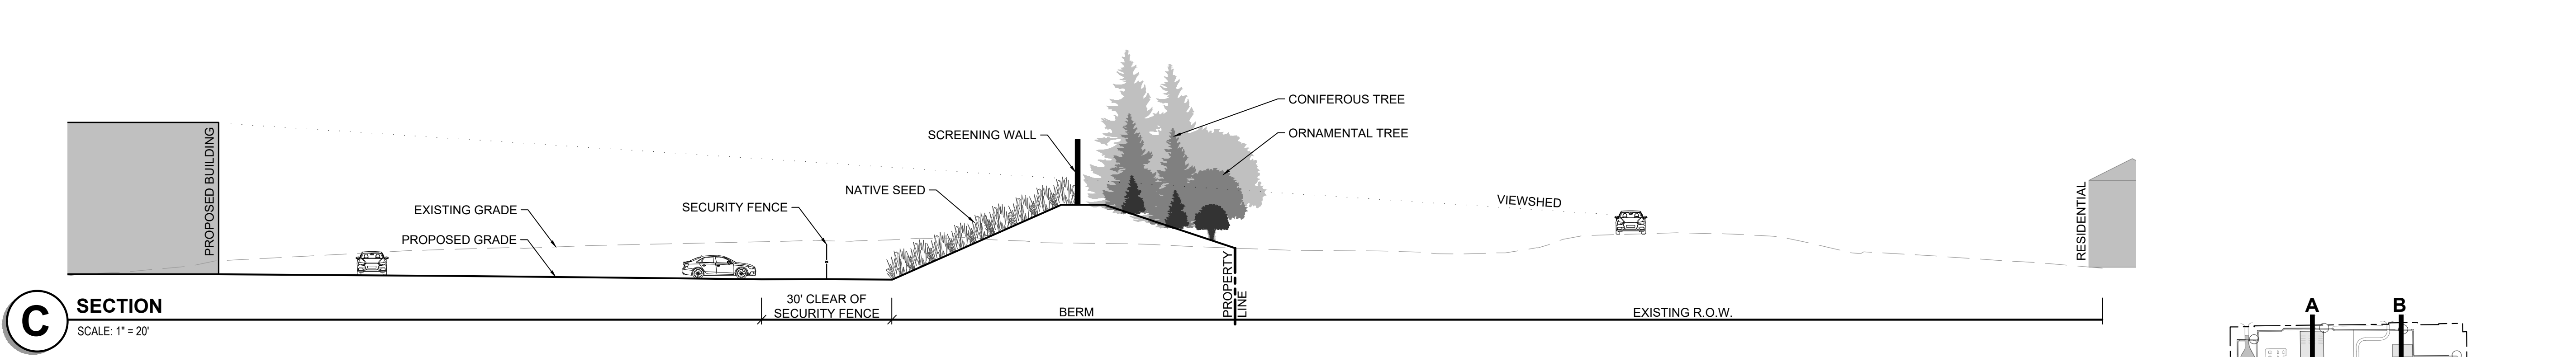 CONIFEROUS TREE
ORNAMENTAL TREE
SCREENING WALL
NATIVE SEED
SECURITY FENCE
EXISTING GRADE
PROPOSED GRADE
PROPOSED BUILDING
VIEWSHED
RESIDENTIAL
PROPERTY
LINE
C
SECTION
SCALE: 1" = 20'
30' CLEAR OF
SECURITY FENCE
BERM
EXISTING R.O.W.
A
B